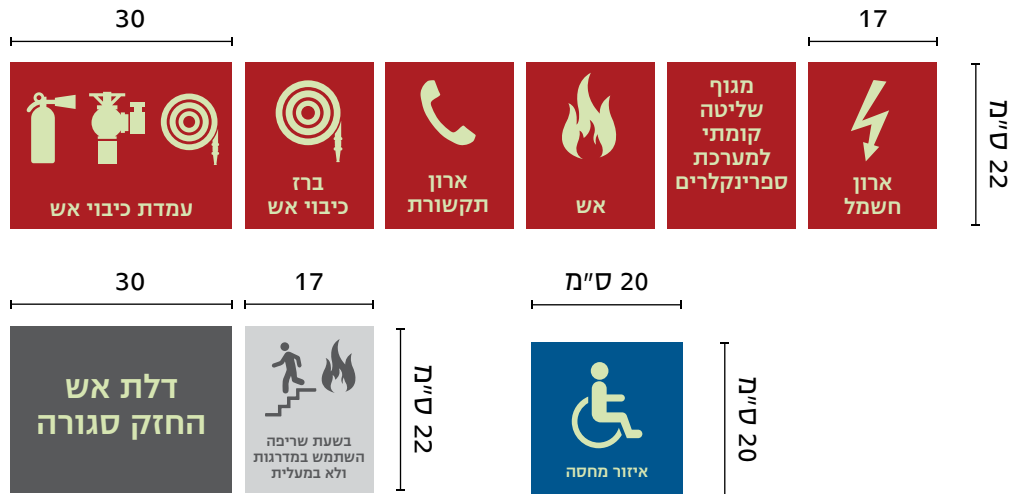 30
17
עמדת כיבוי אש
ברז
כיבוי אש
ארון
תקשורת
אש
מגוף
שליטה
קומתי
למערכת
ספרינקלרים
ארון
חשמל
22 ס"מ
30
17
20 ס"מ
דלת אש
החזק סגורה
בשעת שריפה
השתמש במדרגות
ולא במעלית
22 ס"מ
איזור מחסה
20 ס"מ